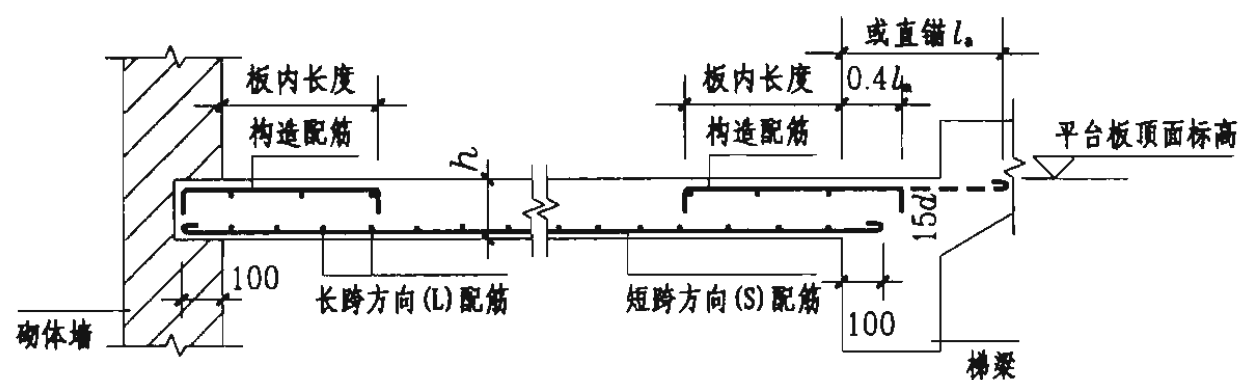 或直锚 lₐ
板内长度
板内长度
0.4lₐ
构造配筋
构造配筋
平台板顶面标高
h
15d
100
长跨方向(L)配筋
短跨方向(S)配筋
100
砌体墙
梯梁